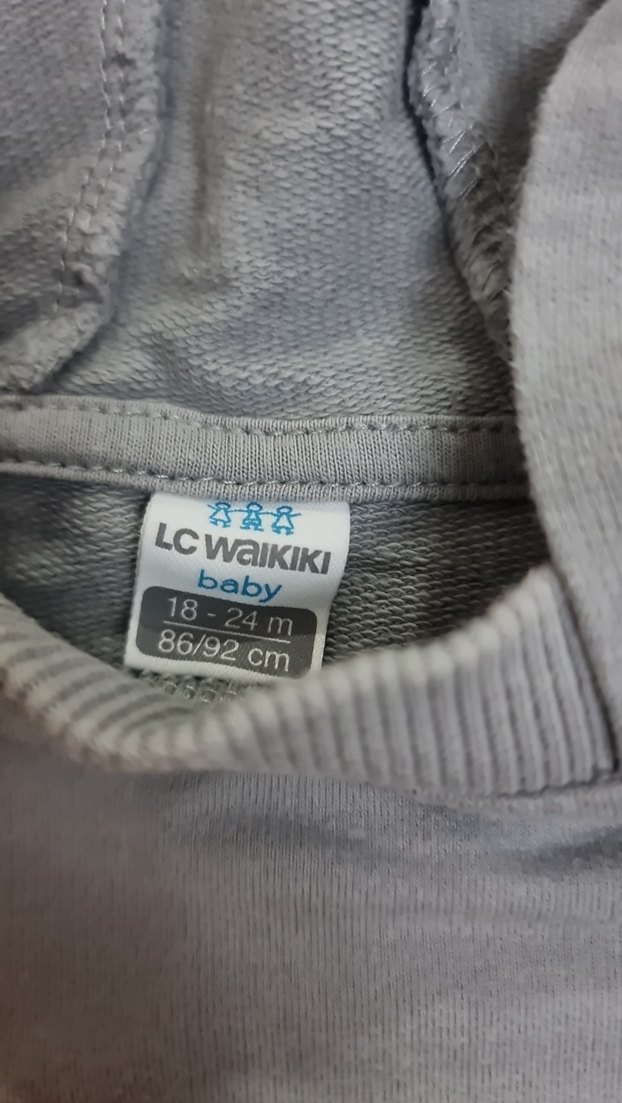 LC WAIKIKI
baby
18 - 24 m
86/92 cm